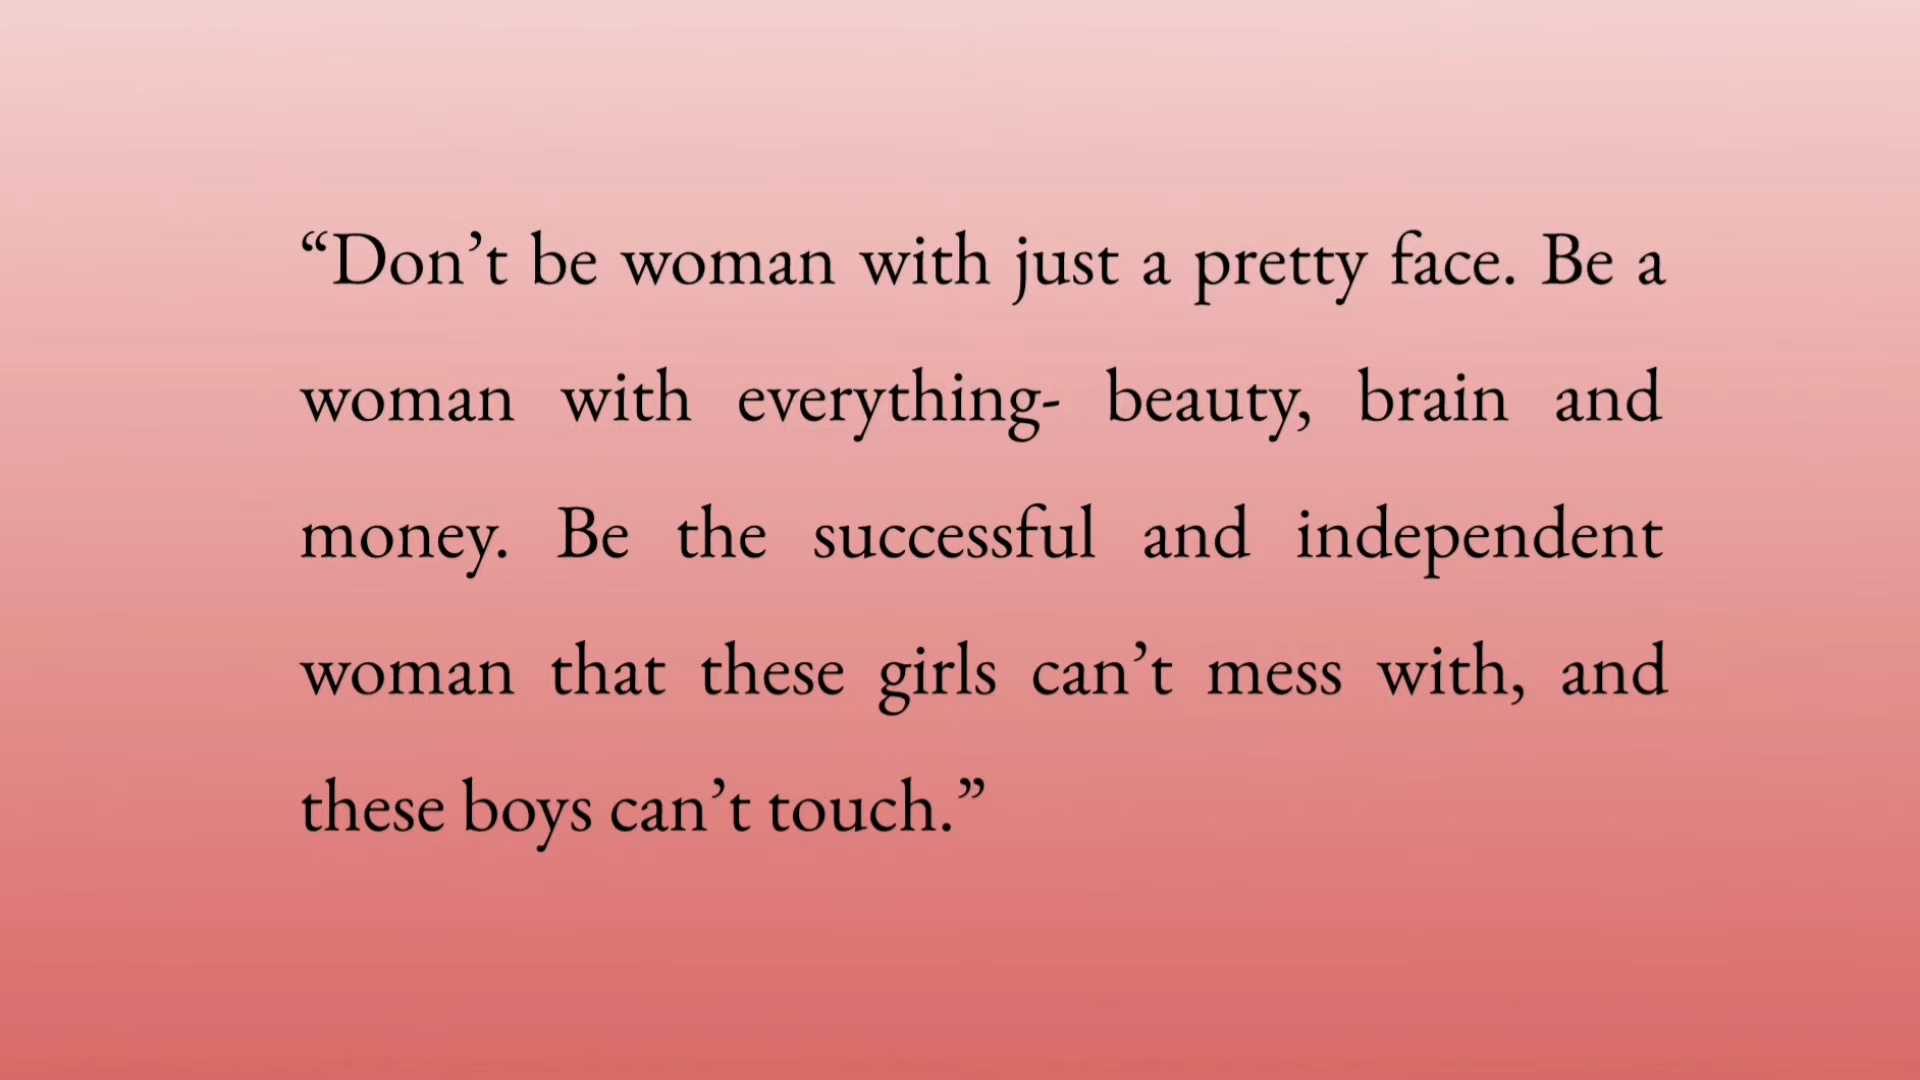 “Don’t be woman with just a pretty face. Be a
woman with everything- beauty, brain and
money. Be the successful and independent
woman that these girls can’t mess with, and
these boys can’t touch.”